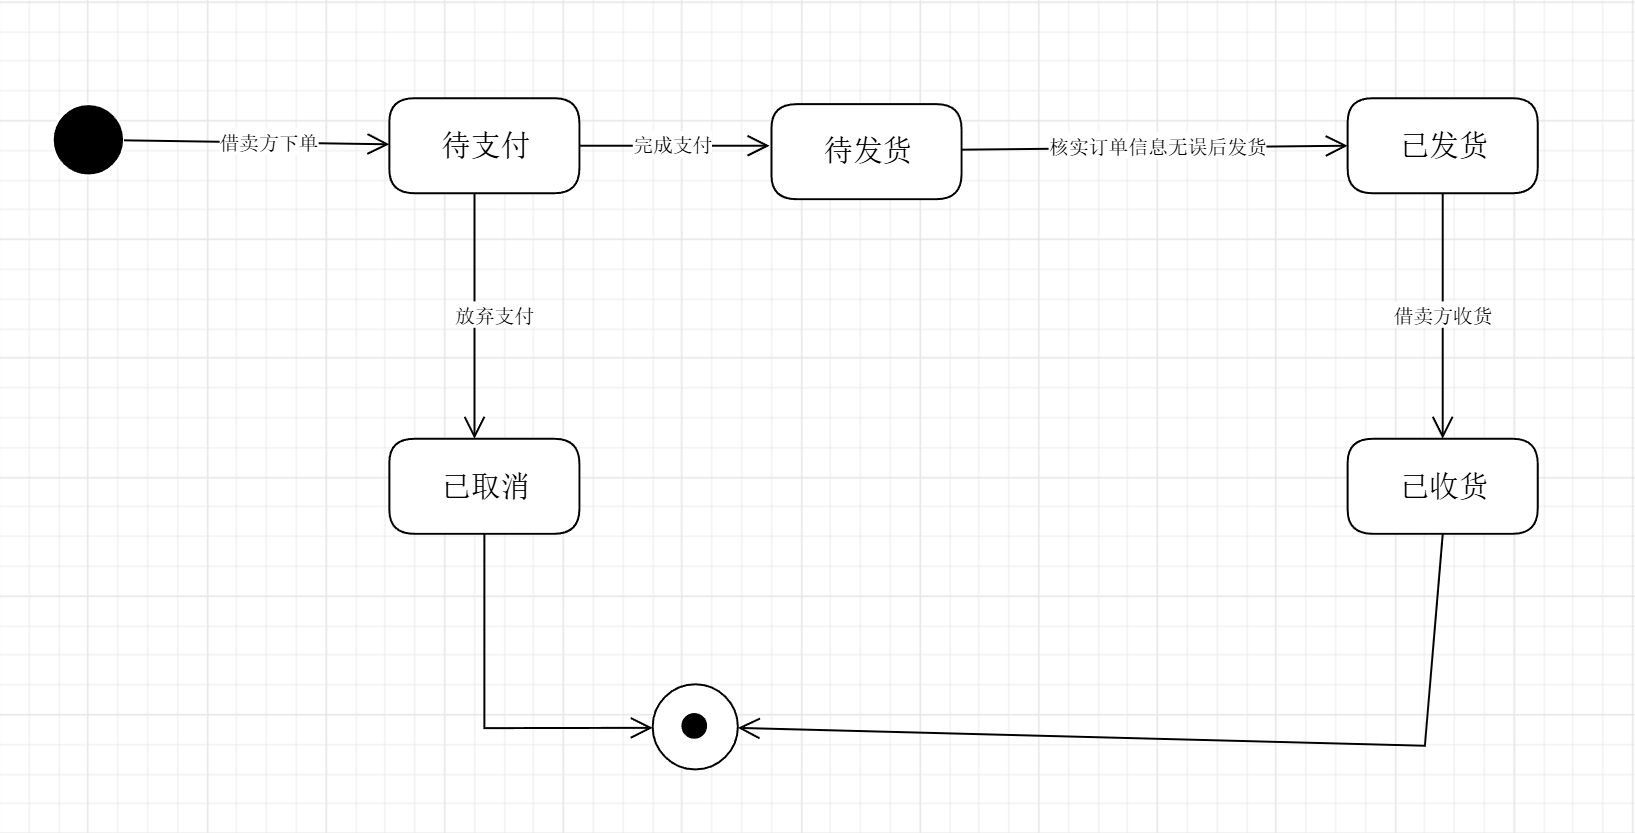 借卖方下单
待支付
完成支付
待发货
核实订单信息无误后发货
已发货
放弃支付
借卖方收货
已取消
已收货